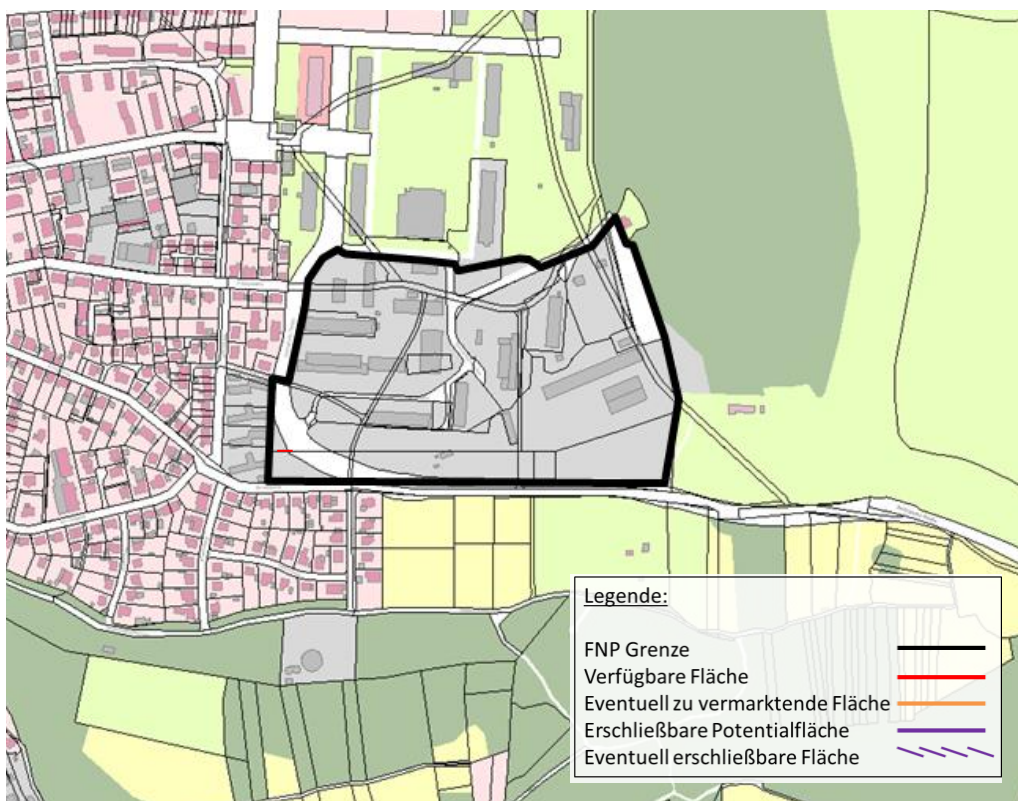 Legende:
FNP Grenze
Verfügbare Fläche
Eventuell zu vermarktende Fläche
Erschließbare Potentialfläche
Eventuell erschließbare Fläche